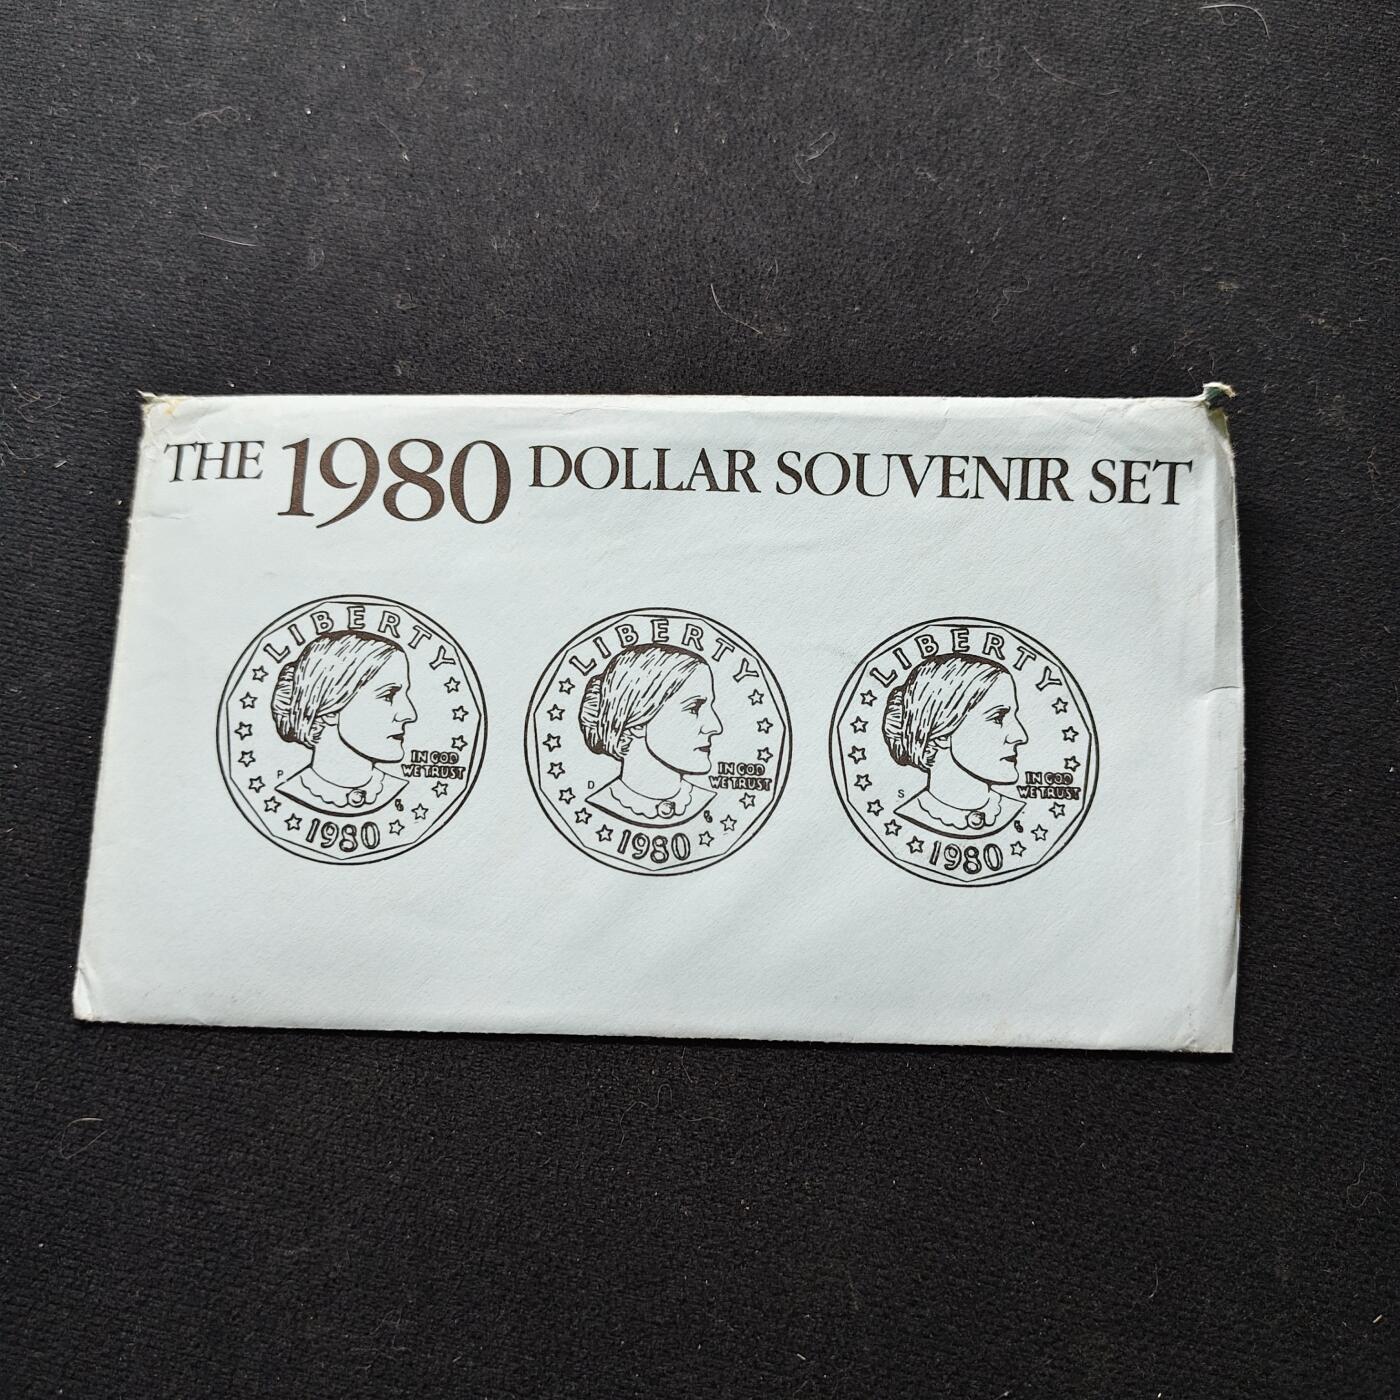 THE 1980 DOLLAR SOUVENIR SET
LIBERTY
IN GOD
WE TRUST
P
1980
LIBERTY
IN GOD
WE TRUST
D
1980
LIBERTY
IN GOD
WE TRUST
S
1980